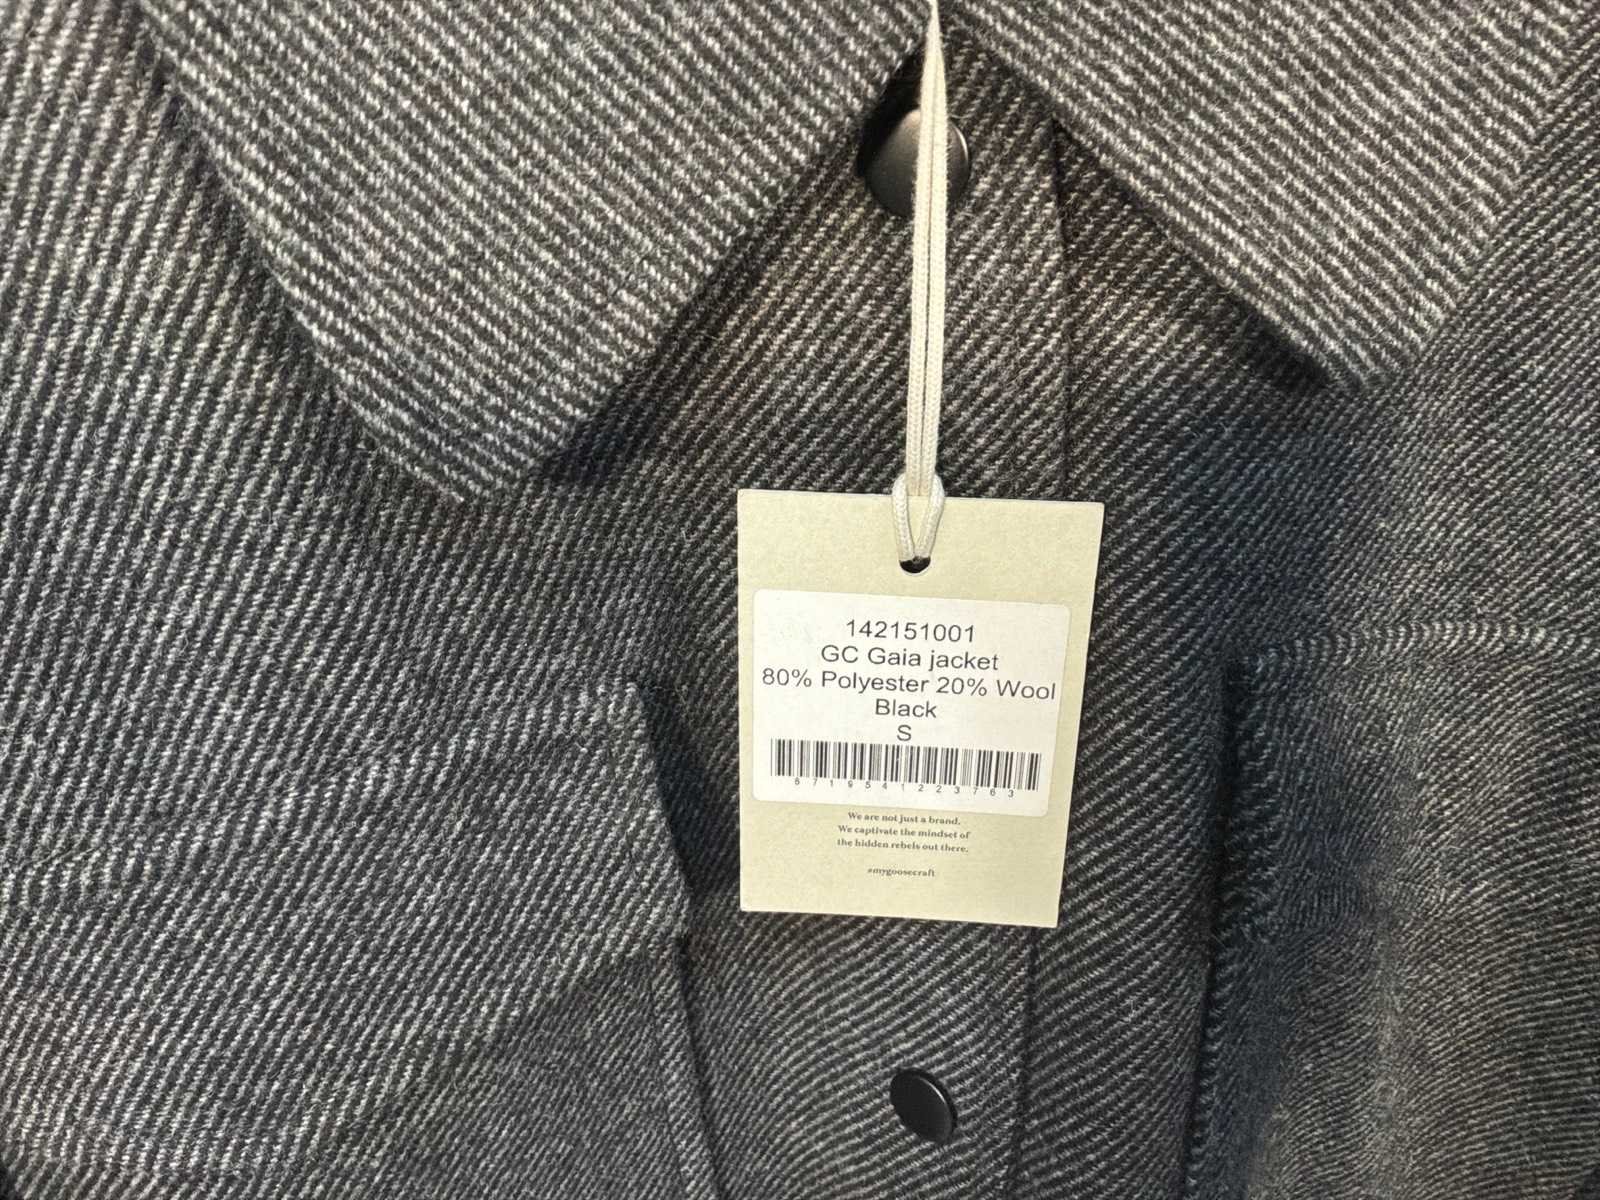 142151001
GC Gaia jacket
80% Polyester 20% Wool
Black
S
8719541223763
We are not just a brand.
We captivate the mindset of
the hidden rebels out there.
#mygoosecraft